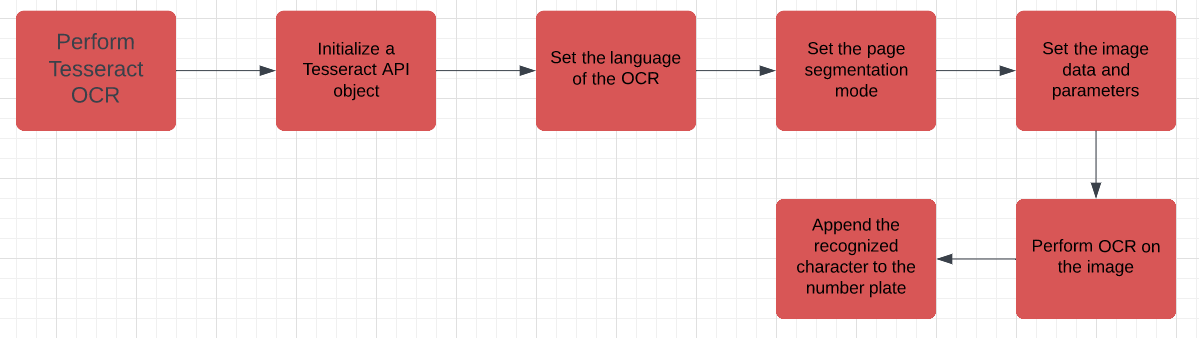 Perform
Tesseract
OCR
Initialize a
Tesseract API
object
Set the language
of the OCR
Set the page
segmentation
mode
Set the image
data and
parameters
Perform OCR on
the image
Append the
recognized
character to the
number plate